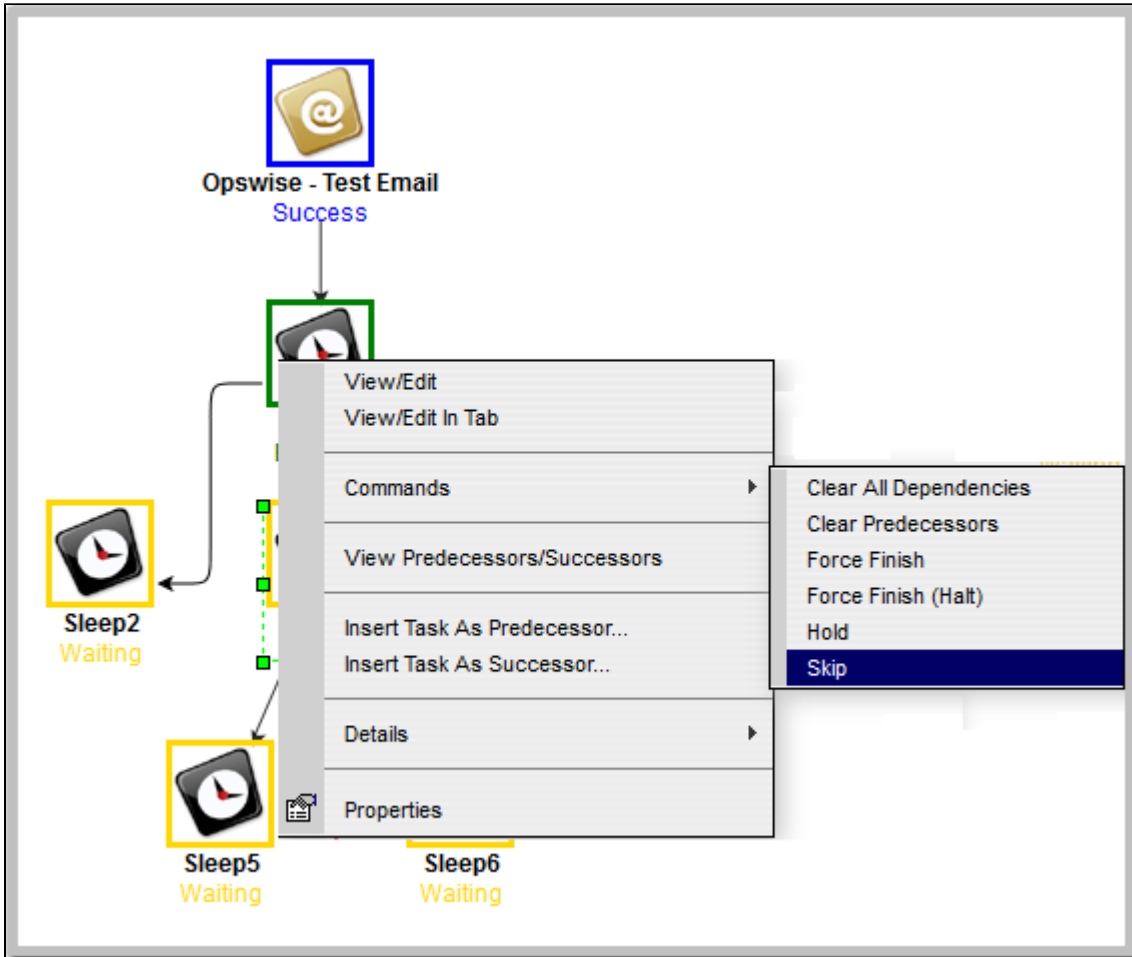 Opswise - Test Email
Success
View/Edit
View/Edit In Tab
Commands
Clear All Dependencies
Clear Predecessors
View Predecessors/Successors
Force Finish
Force Finish (Halt)
Hold
Skip
Insert Task As Predecessor...
Insert Task As Successor...
Sleep2
Waiting
Details
Properties
Sleep5
Waiting
Sleep6
Waiting